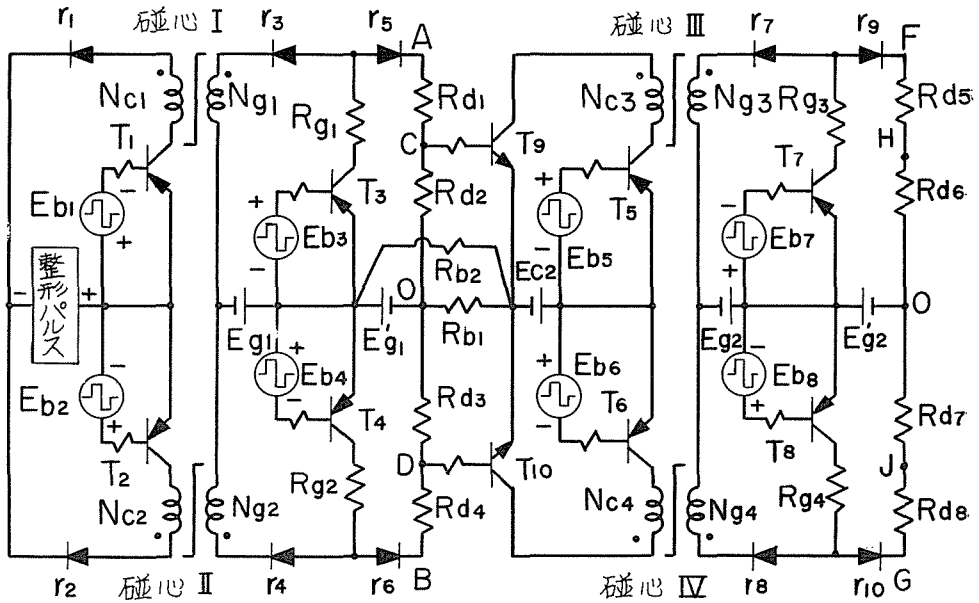 r1 碰心 I r3 r5 A 碰心 III r7 r9 F
Nc1 Ng1 Rg1 Rd1 Nc3 Ng3 Rg3 Rd5
T1 C T9 T7 H
Eb1 − + + Eb3 − T3 Rd2 + Eb5 − T5 − Eb7 + Rd6
Rb2 Ec2
− 整形パルス + O O
Eg1 E'g1 Rb1 Eg2 E'g2
Eb2 − + + Eb4 − T4 Rd3 + Eb6 − T6 − Eb8 + Rd7
T2 D T10 T8 J
Nc2 Ng2 Rg2 Rd4 Nc4 Ng4 Rg4 Rd8
r2 碰心 II r4 r6 B 碰心 IV r8 r10 G